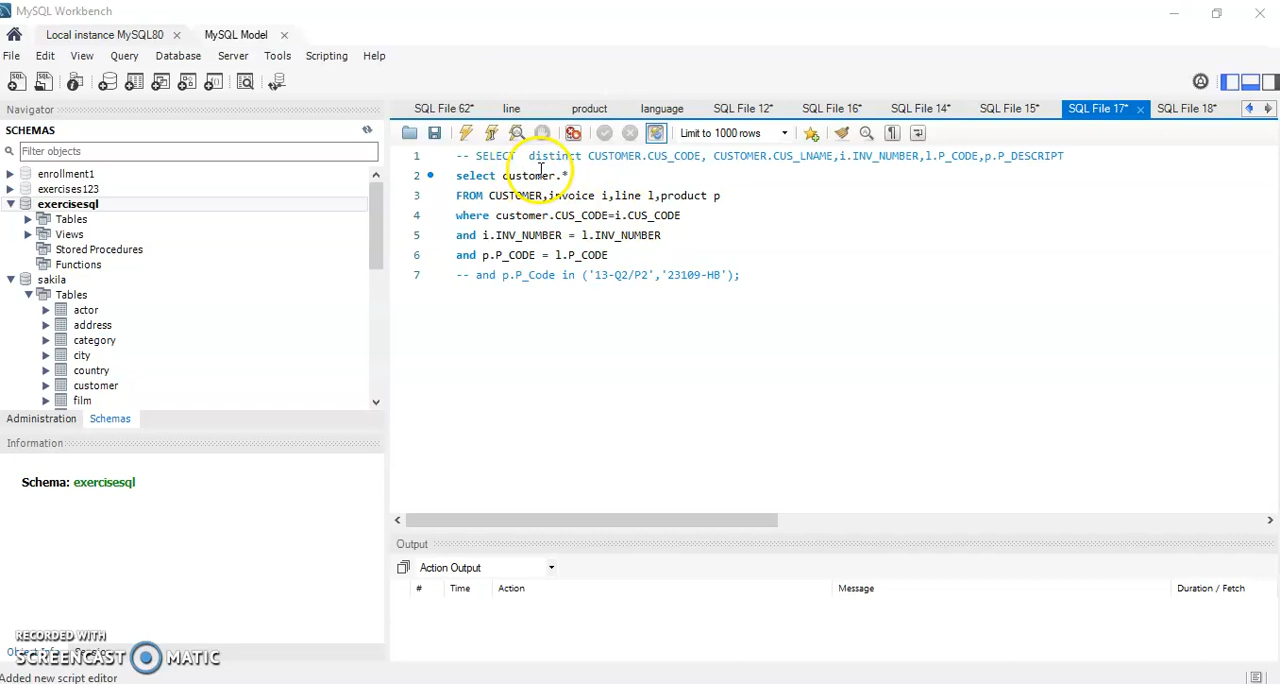 MySQL Workbench
Local instance MySQL80
MySQL Model
File Edit View Query Database Server Tools Scripting Help
Navigator
SCHEMAS
Filter objects
enrollment1
exercises123
exercisesql
Tables
Views
Stored Procedures
Functions
sakila
Tables
actor
address
category
city
country
customer
film
Administration Schemas
Information
Schema: exercisesql
RECORDED WITH
SCREENCAST MATIC
Added new script editor
SQL File 62* line product language SQL File 12* SQL File 16* SQL File 14* SQL File 15* SQL File 17* SQL File 18*
Limit to 1000 rows
1 -- SELECT distinct CUSTOMER.CUS_CODE, CUSTOMER.CUS_LNAME,i.INV_NUMBER,l.P_CODE,p.P_DESCRIPT
2 select customer.*
3 FROM CUSTOMER,invoice i,line l,product p
4 where customer.CUS_CODE=i.CUS_CODE
5 and i.INV_NUMBER = l.INV_NUMBER
6 and p.P_CODE = l.P_CODE
7 -- and p.P_Code in ('13-Q2/P2','23109-HB');
Output
Action Output
# Time Action Message Duration / Fetch